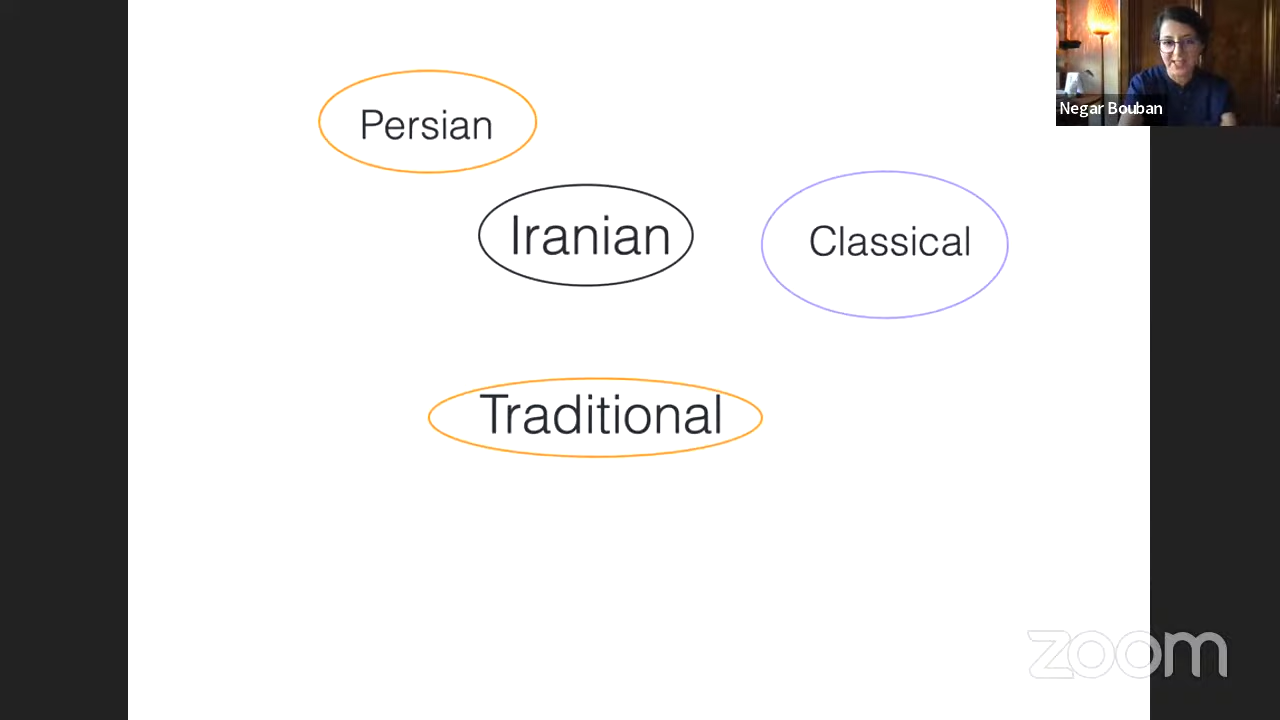 Negar Bouban
Persian
Iranian
Classical
Traditional
zoom